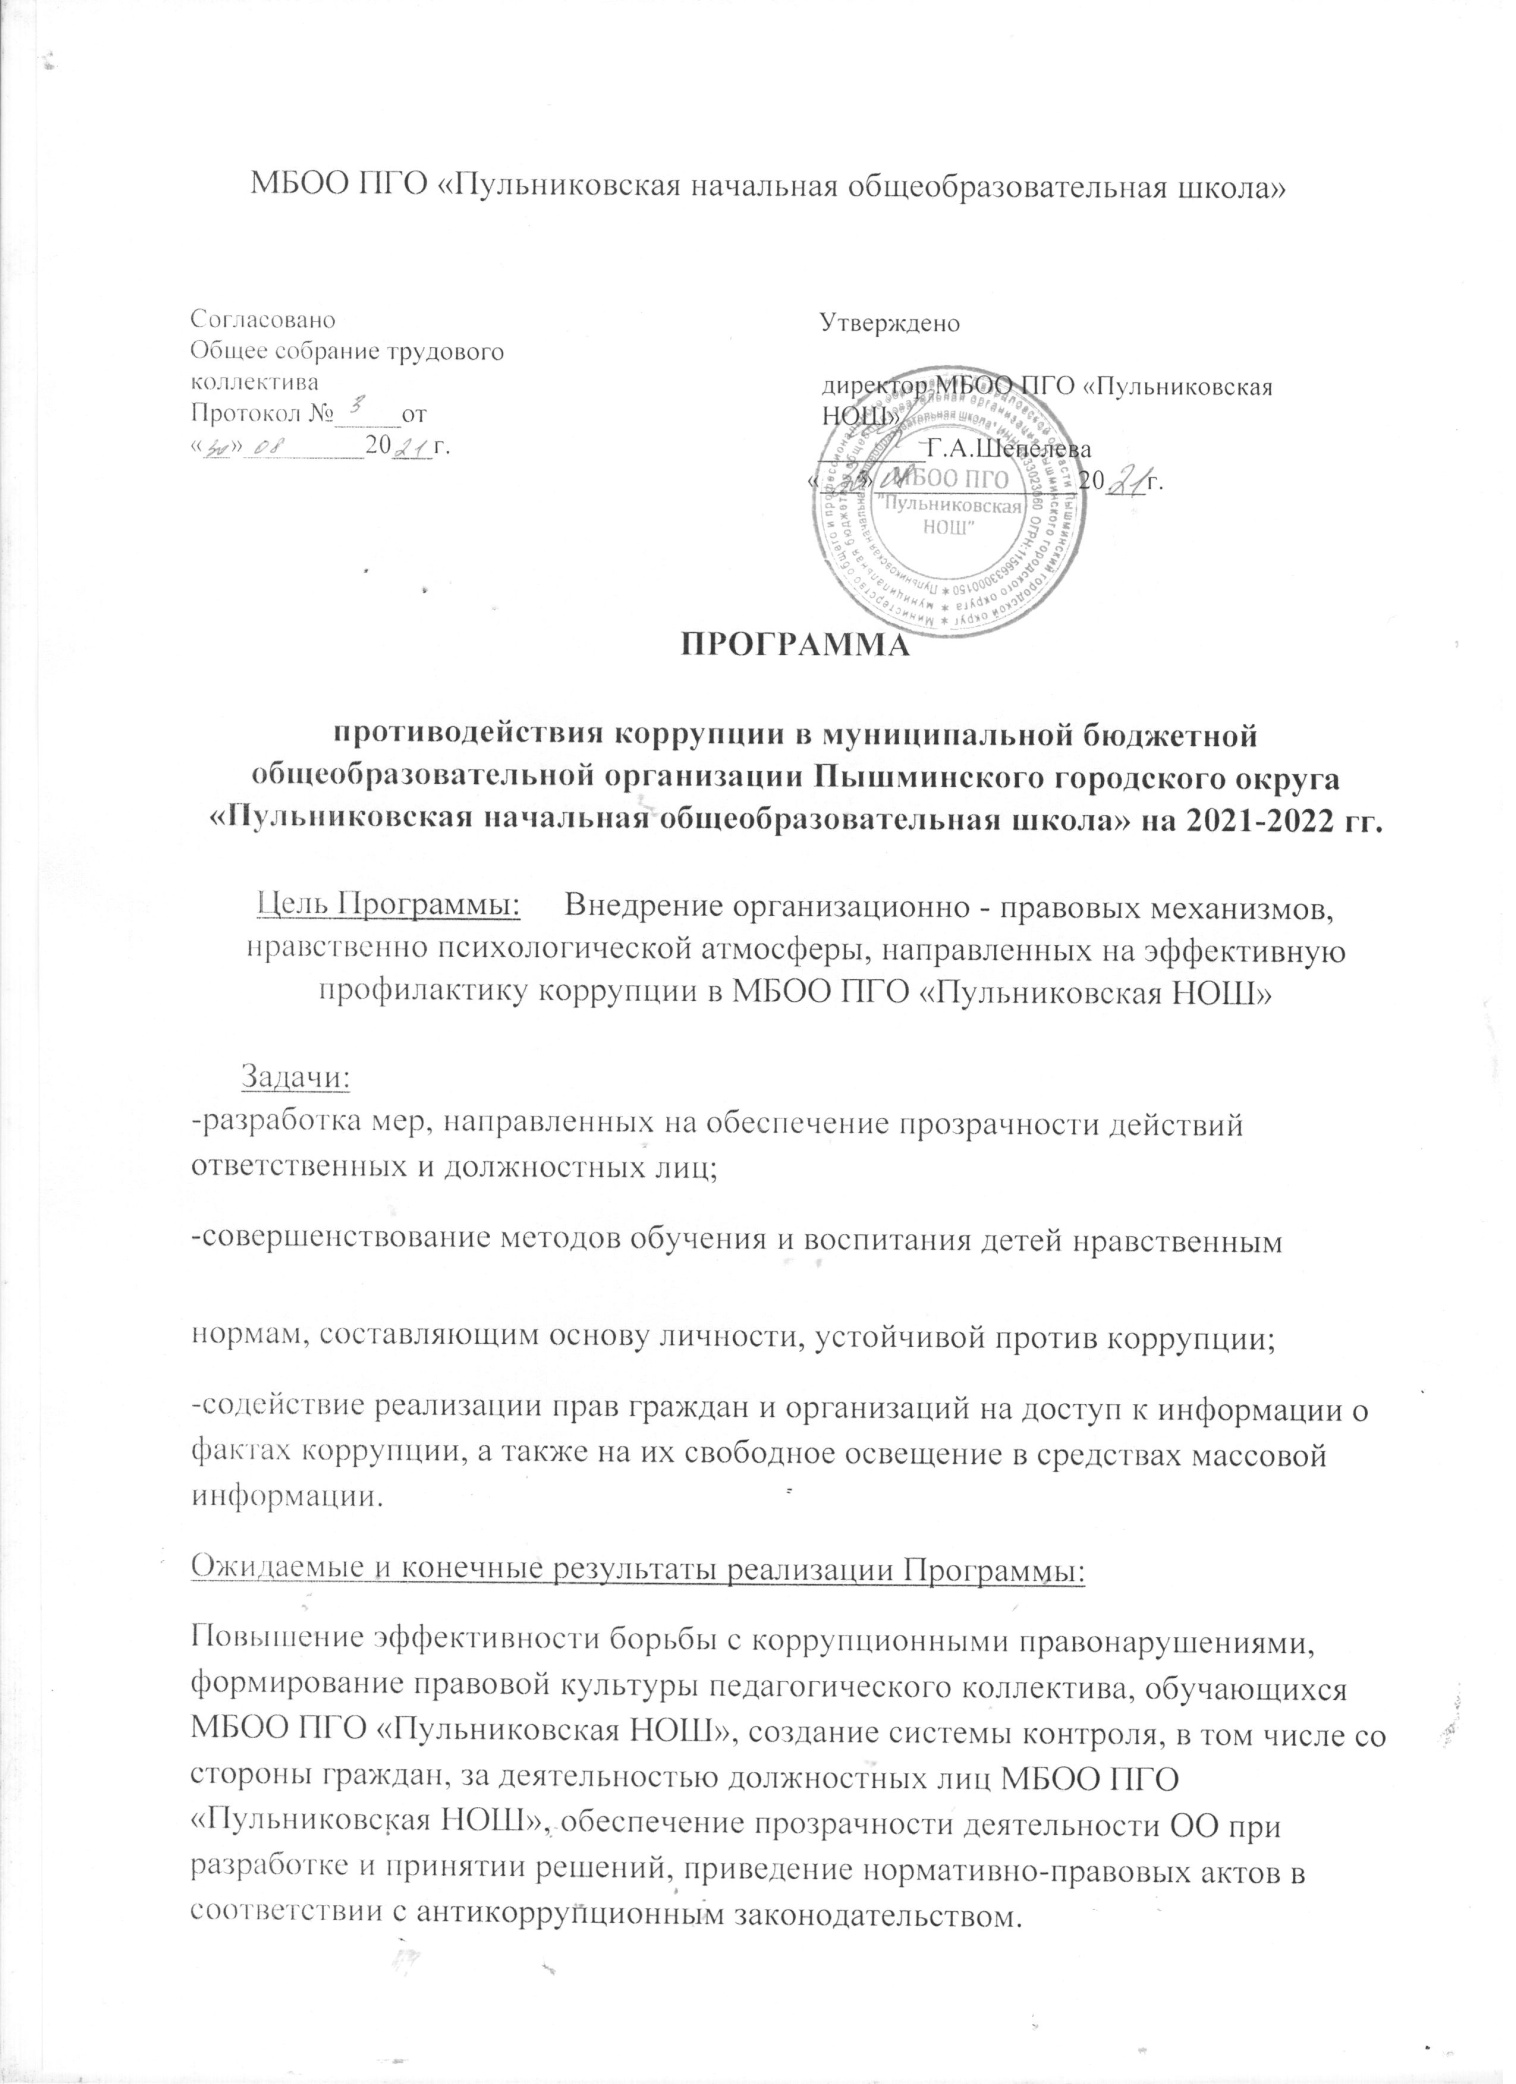 МБОО ПГО «Пульниковская начальная общеобразовательная школа»
Согласовано
Общее собрание трудового
коллектива
Протокол № 3 от
«30» 08 2021 г.
Утверждено
директор МБОО ПГО «Пульниковская
НОШ»
Г.А.Шепелева
« » 2021 г.
МБОО ПГО
"Пульниковская
НОШ"
ПРОГРАММА
противодействия коррупции в муниципальной бюджетной
общеобразовательной организации Пышминского городского округа
«Пульниковская начальная общеобразовательная школа» на 2021-2022 гг.
Цель Программы: Внедрение организационно - правовых механизмов,
нравственно психологической атмосферы, направленных на эффективную
профилактику коррупции в МБОО ПГО «Пульниковская НОШ»
Задачи:
-разработка мер, направленных на обеспечение прозрачности действий
ответственных и должностных лиц;
-совершенствование методов обучения и воспитания детей нравственным
нормам, составляющим основу личности, устойчивой против коррупции;
-содействие реализации прав граждан и организаций на доступ к информации о
фактах коррупции, а также на их свободное освещение в средствах массовой
информации.
Ожидаемые и конечные результаты реализации Программы:
Повышение эффективности борьбы с коррупционными правонарушениями,
формирование правовой культуры педагогического коллектива, обучающихся
МБОО ПГО «Пульниковская НОШ», создание системы контроля, в том числе со
стороны граждан, за деятельностью должностных лиц МБОО ПГО
«Пульниковская НОШ», обеспечение прозрачности деятельности ОО при
разработке и принятии решений, приведение нормативно-правовых актов в
соответствии с антикоррупционным законодательством.